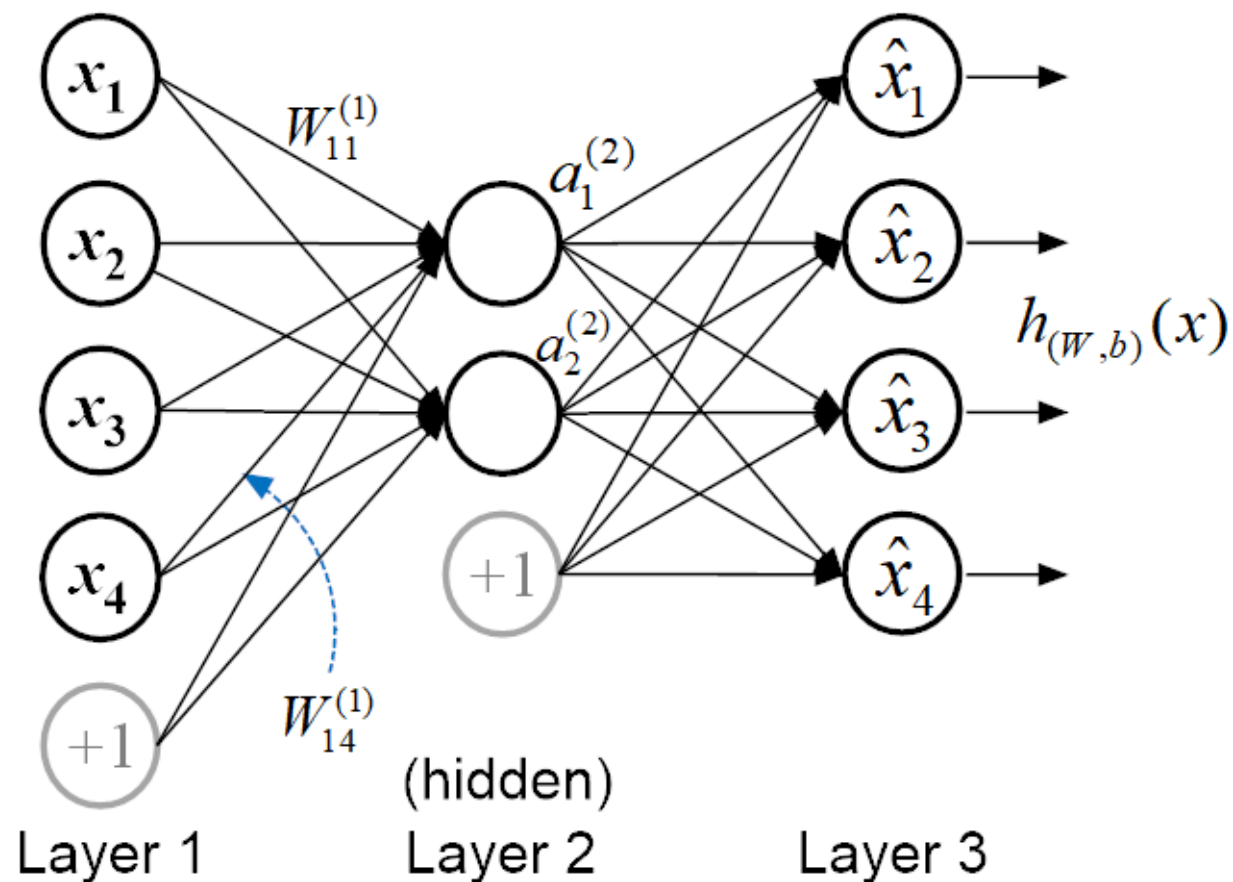 x₁
x₂
x₃
x₄
+1
Layer 1
W₁₁⁽¹⁾
W₁₄⁽¹⁾
a₁⁽²⁾
a₂⁽²⁾
+1
(hidden)
Layer 2
x̂₁
x̂₂
x̂₃
x̂₄
Layer 3
h₍W,b₎(x)